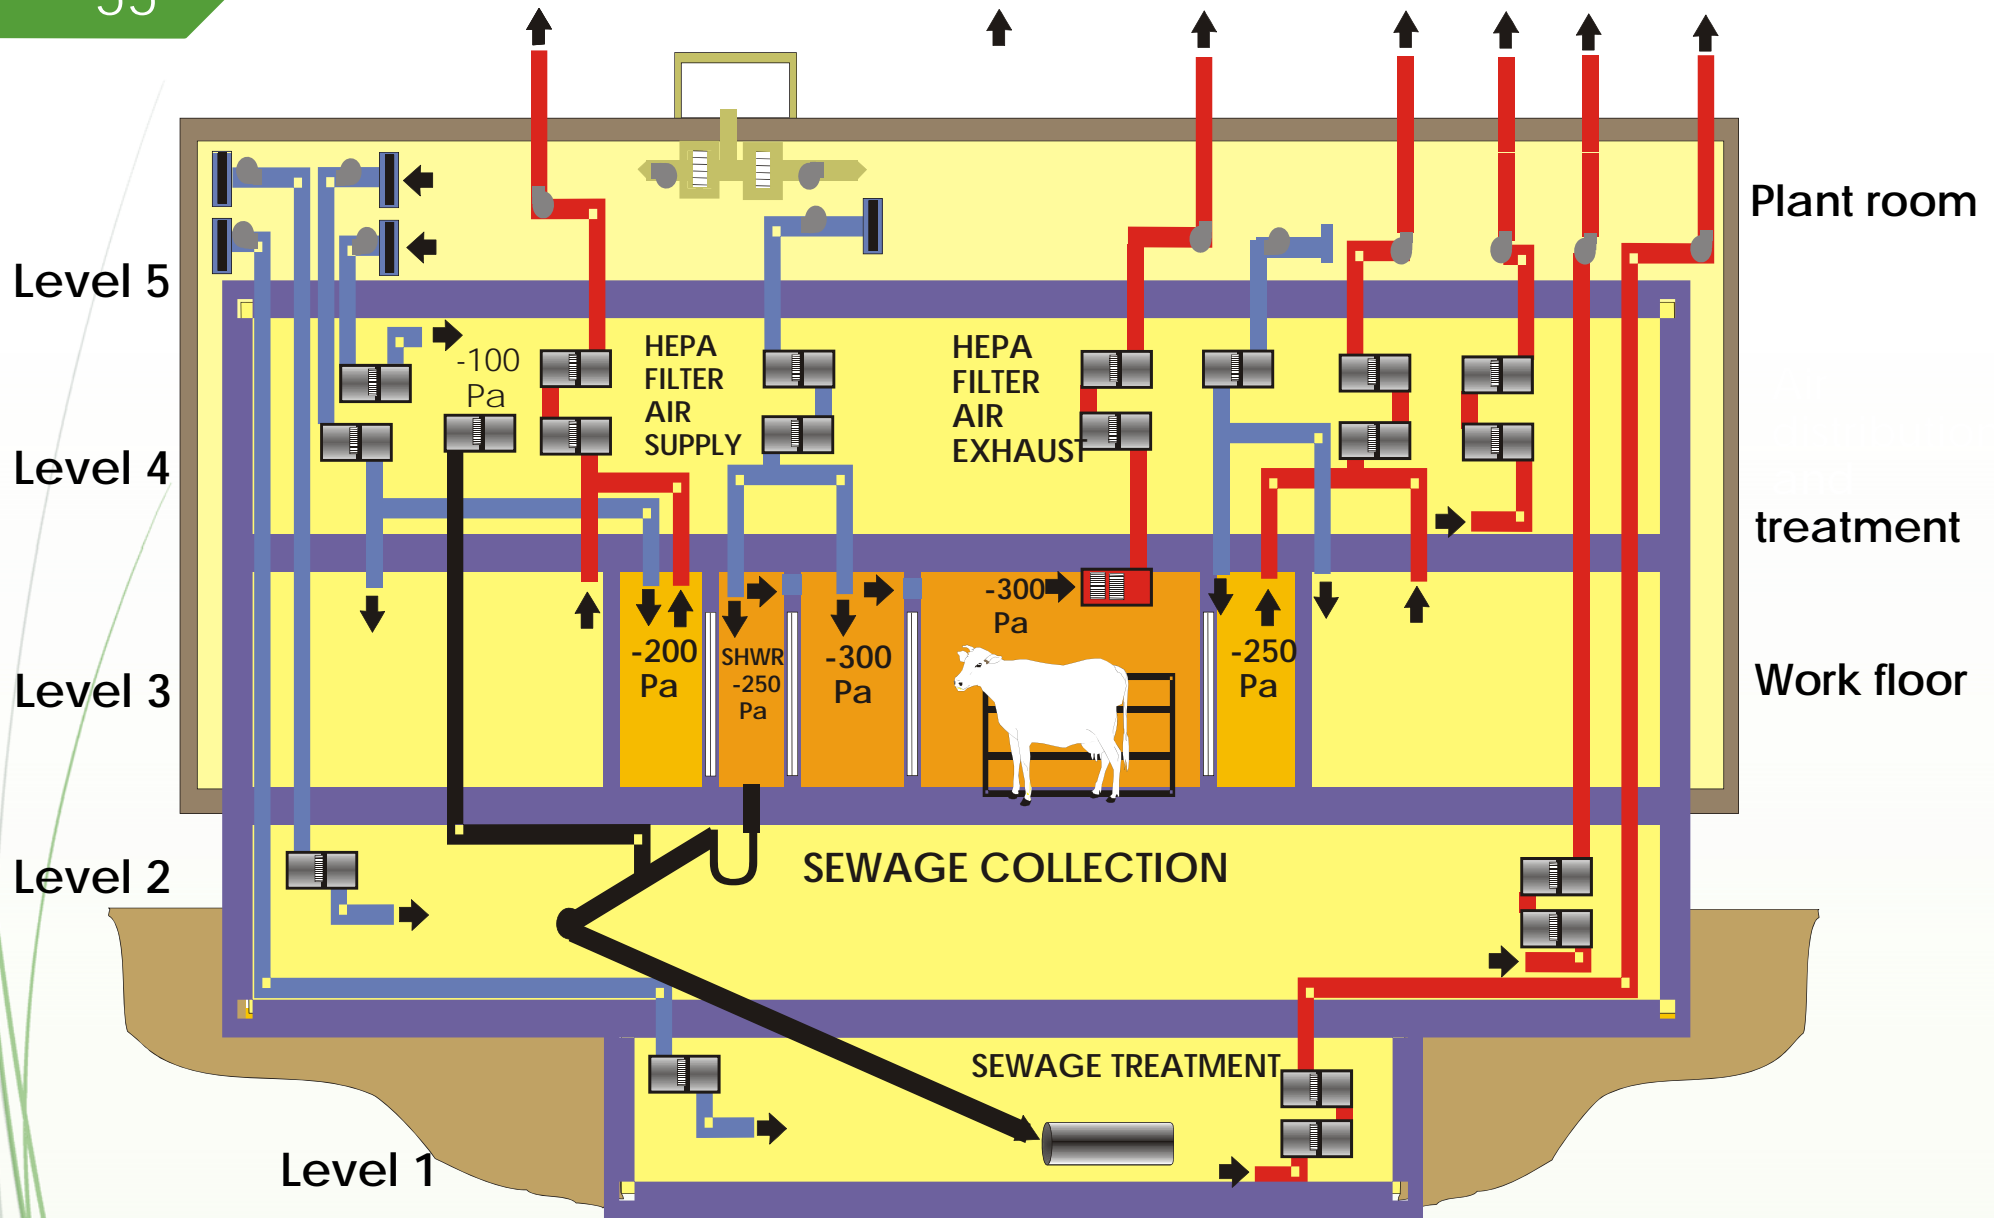 55
Plant room
Level 5
-100
Pa
HEPA
FILTER
AIR
SUPPLY
HEPA
FILTER
AIR
EXHAUST
Level 4
treatment
-300
Pa
-200
Pa
SHWR
-250
Pa
-300
Pa
-250
Pa
Level 3
Work floor
Level 2
SEWAGE COLLECTION
SEWAGE TREATMENT
Level 1